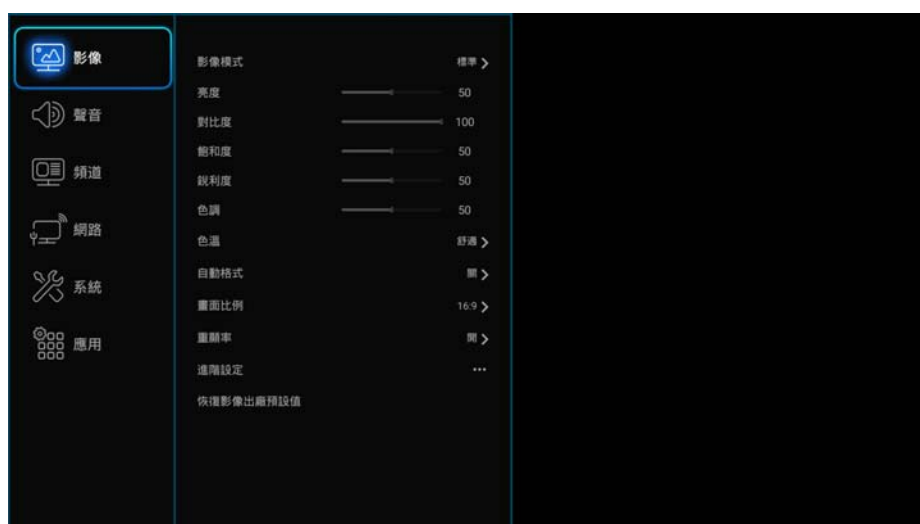 影像
聲音
頻道
網路
系統
應用
影像模式 標準
亮度 50
對比度 100
飽和度 50
銳利度 50
色調 50
色溫 舒適
自動格式
畫面比例 16:9
重顯率 開
進階設定
恢復影像出廠預設值